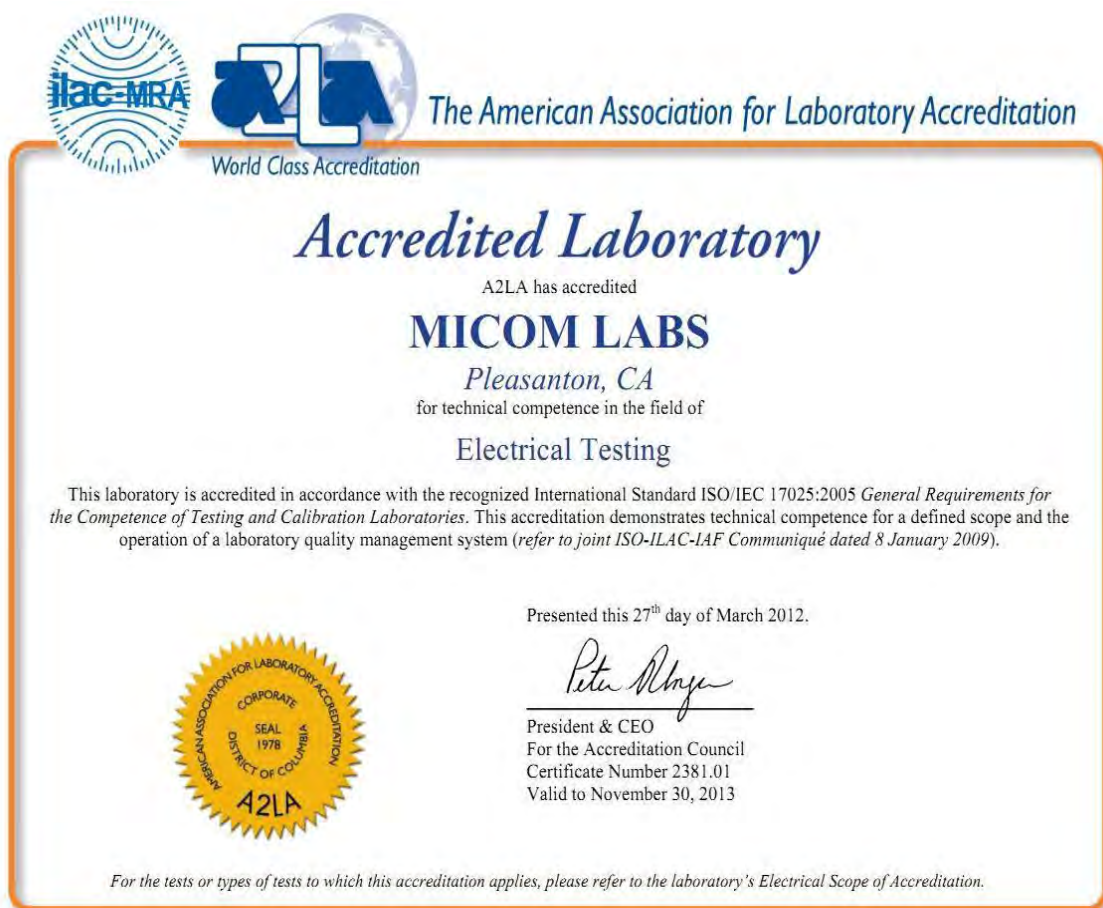 ilac-MRA
A2LA
World Class Accreditation
The American Association for Laboratory Accreditation
Accredited Laboratory
A2LA has accredited
MICOM LABS
Pleasanton, CA
for technical competence in the field of
Electrical Testing
This laboratory is accredited in accordance with the recognized International Standard ISO/IEC 17025:2005 General Requirements for
the Competence of Testing and Calibration Laboratories. This accreditation demonstrates technical competence for a defined scope and the
operation of a laboratory quality management system (refer to joint ISO-ILAC-IAF Communiqué dated 8 January 2009).
Presented this 27th day of March 2012.
President & CEO
For the Accreditation Council
Certificate Number 2381.01
Valid to November 30, 2013
AMERICAN ASSOCIATION FOR LABORATORY ACCREDITATION
CORPORATE
SEAL
1978
DISTRICT OF COLUMBIA
A2LA
For the tests or types of tests to which this accreditation applies, please refer to the laboratory's Electrical Scope of Accreditation.